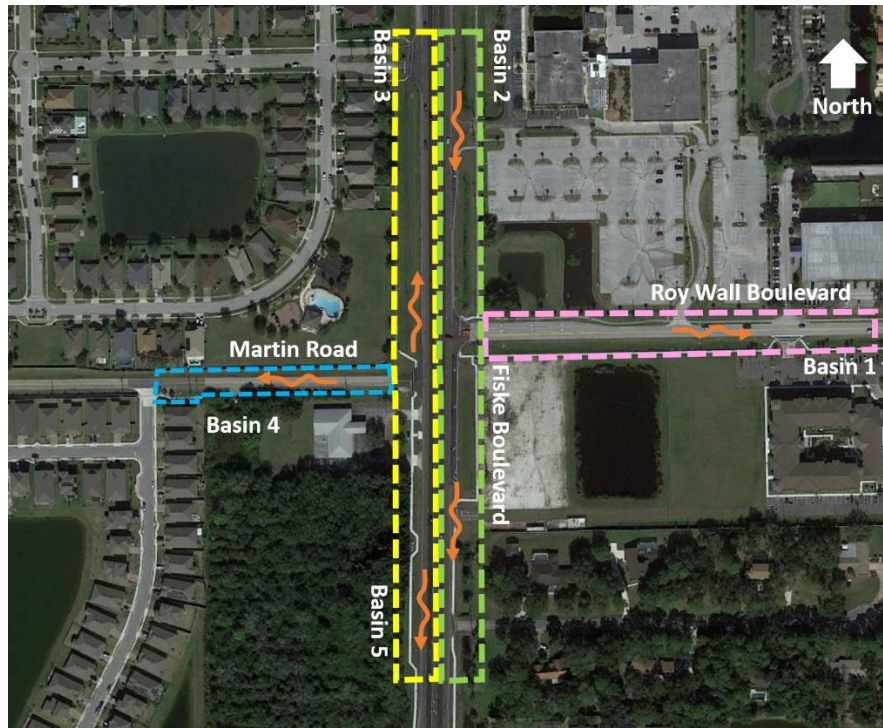 Basin 3
Basin 2
North
Roy Wall Boulevard
Martin Road
Basin 1
Fiske Boulevard
Basin 4
Basin 5